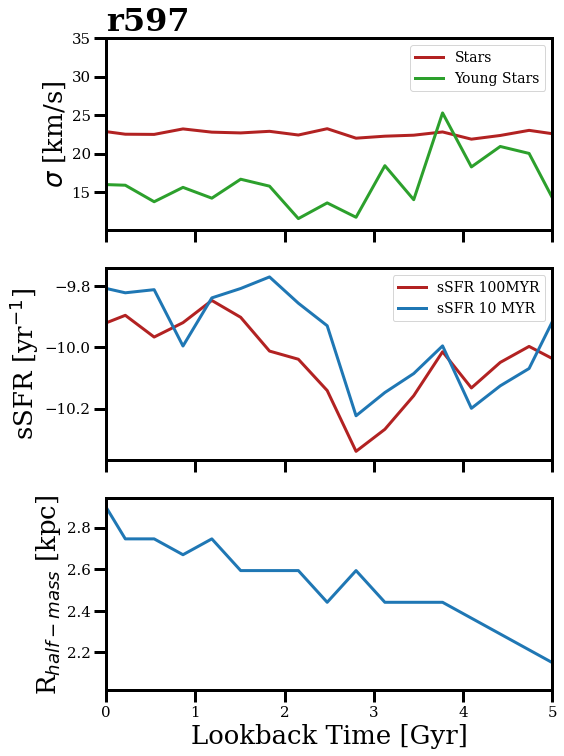 r597
35
30
25
20
15
σ [km/s]
Stars
Young Stars
−9.8
−10.0
−10.2
sSFR [yr⁻¹]
sSFR 100MYR
sSFR 10 MYR
2.8
2.6
2.4
2.2
R_half−mass [kpc]
0 1 2 3 4 5
Lookback Time [Gyr]